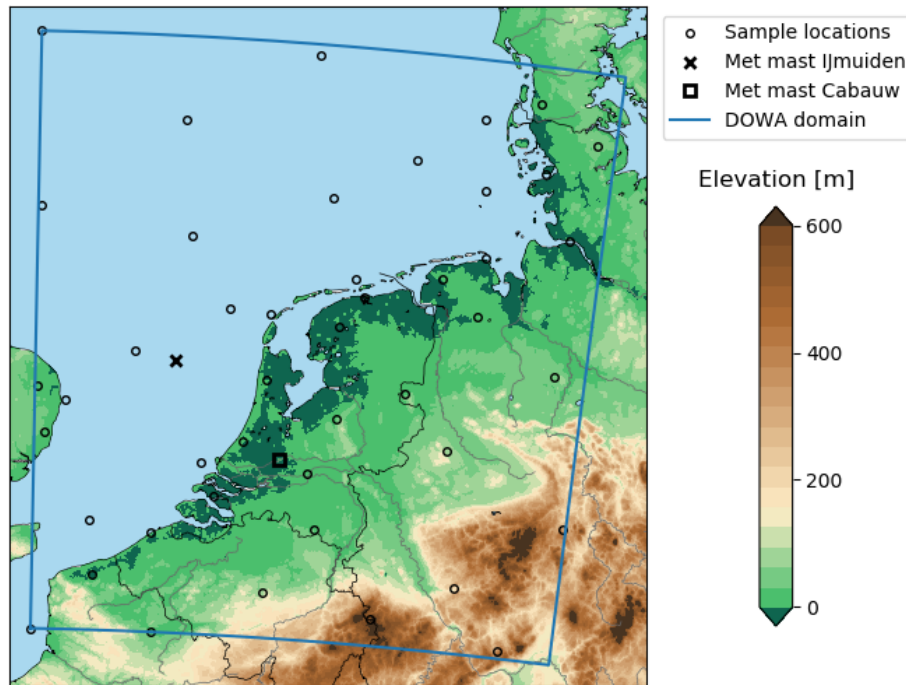 Sample locations
Met mast IJmuiden
Met mast Cabauw
DOWA domain
Elevation [m]
600
400
200
0